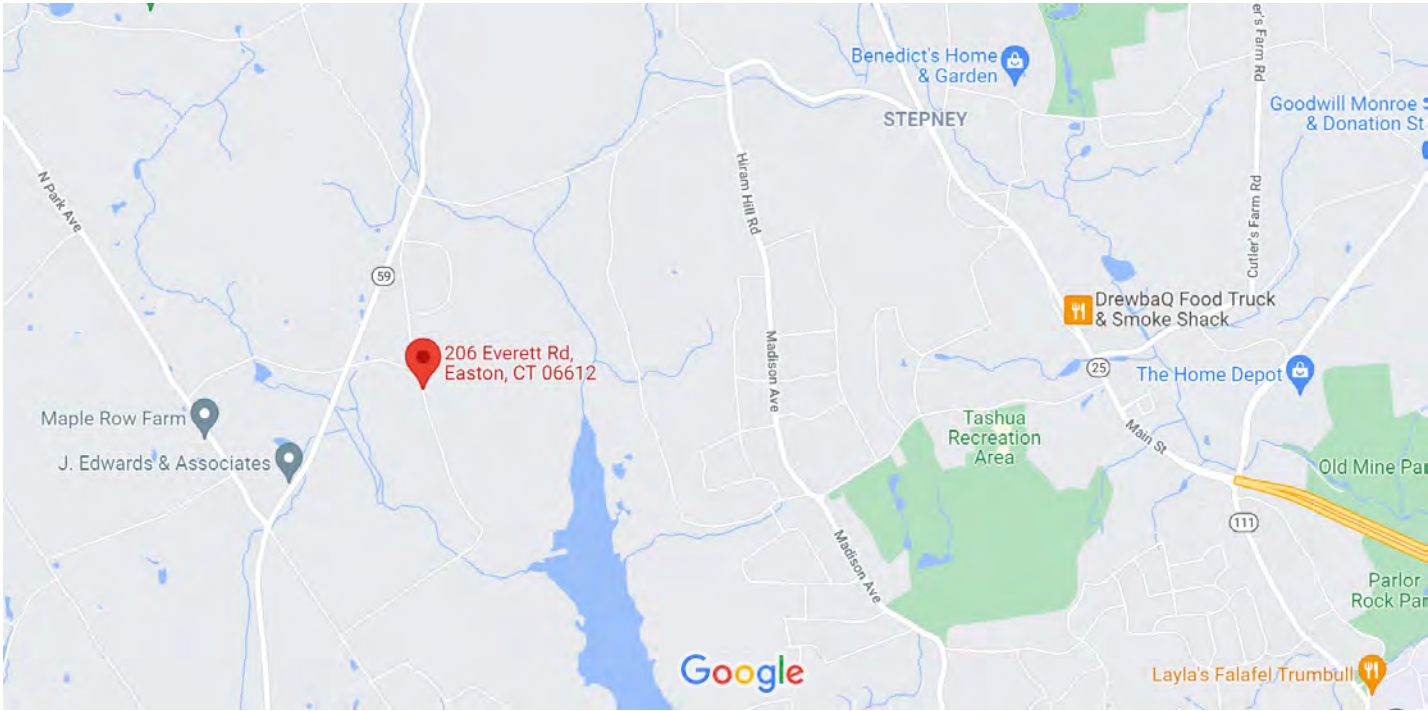 Benedict's Home
& Garden
er's Farm Rd
Goodwill Monroe
& Donation St
STEPNEY
N Park Ave
Hiram Hill Rd
Cutler's Farm Rd
59
DrewbaQ Food Truck
& Smoke Shack
206 Everett Rd,
Easton, CT 06612
Madison Ave
25
The Home Depot
Maple Row Farm
Tashua
Recreation
Area
Main St
J. Edwards & Associates
Old Mine Par
111
Madison Ave
Parlor
Rock Par
Google
Layla's Falafel Trumbull